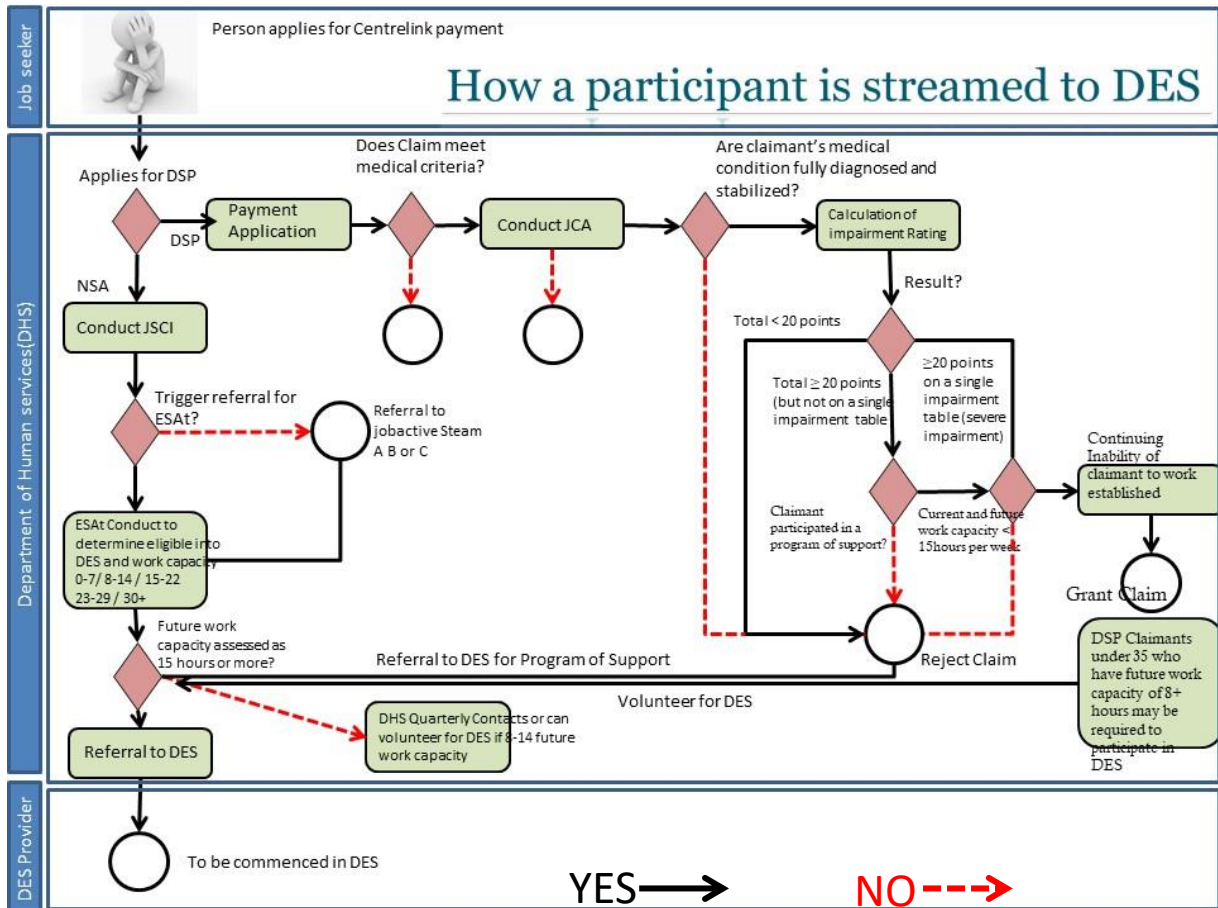 Job seeker
Person applies for Centrelink payment
How a participant is streamed to DES
Department of Human services(DHS)
Applies for DSP
DSP
Payment
Application
Does Claim meet
medical criteria?
Conduct JCA
Are claimant's medical
condition fully diagnosed and
stabilized?
Calculation of
impairment Rating
NSA
Conduct JSCI
Result?
Total < 20 points
Total ≥ 20 points
(but not on a single
impairment table
≥20 points
on a single
impairment
table (severe
impairment)
Trigger referral for
ESAt?
Referral to
jobactive Steam
A B or C
Continuing
Inability of
claimant to work
established
Claimant
participated in a
program of support?
Current and future
work capacity <
15hours per week
ESAt Conduct to
determine eligible into
DES and work capacity
0-7/ 8-14 / 15-22
23-29 / 30+
Grant Claim
Future work
capacity assessed as
15 hours or more?
Referral to DES for Program of Support
Reject Claim
Volunteer for DES
DSP Claimants
under 35 who
have future work
capacity of 8+
hours may be
required to
participate in
DES
DHS Quarterly Contacts or can
volunteer for DES if 8-14 future
work capacity
Referral to DES
DES Provider
To be commenced in DES
YES
NO